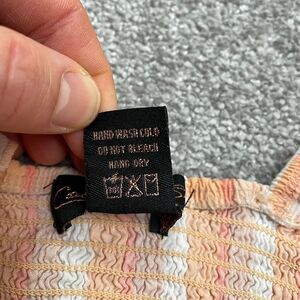 HAND WASH COLD
DO NOT BLEACH
HANG DRY